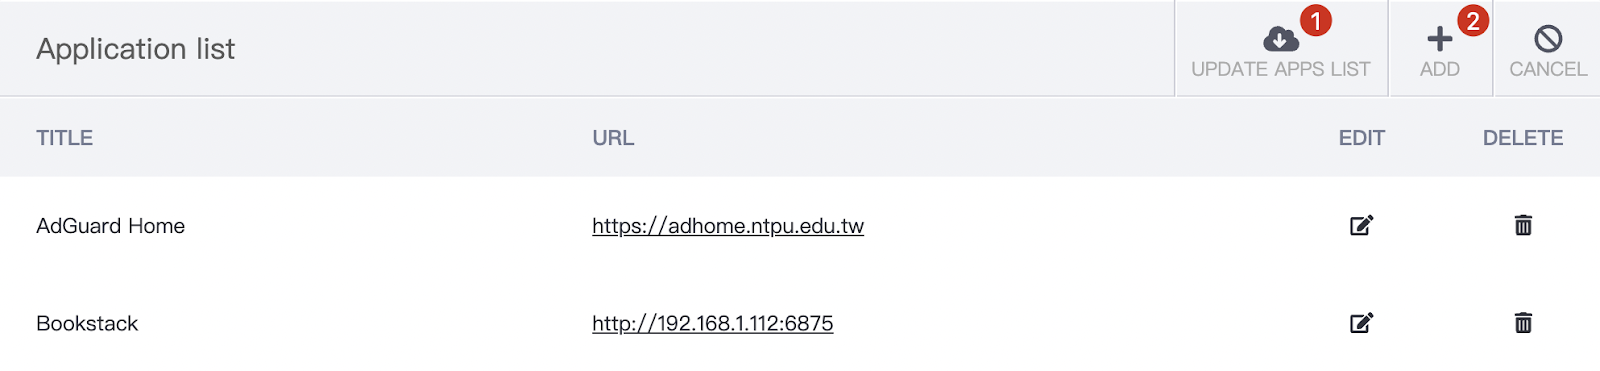 Application list
1
UPDATE APPS LIST
2
ADD
CANCEL
TITLE URL EDIT DELETE
AdGuard Home https://adhome.ntpu.edu.tw
Bookstack http://192.168.1.112:6875